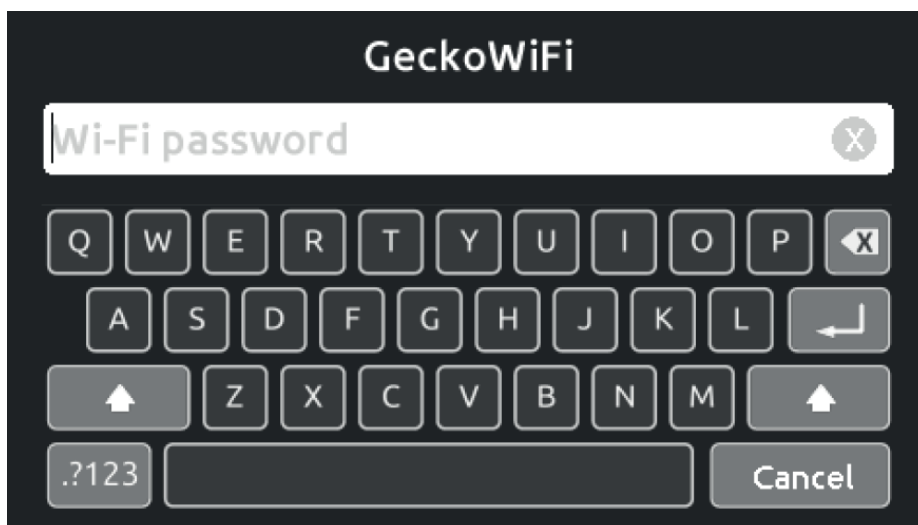 GeckoWiFi
Wi-Fi password X
Q W E R T Y U I O P X
A S D F G H J K L
Z X C V B N M
.?123 Cancel